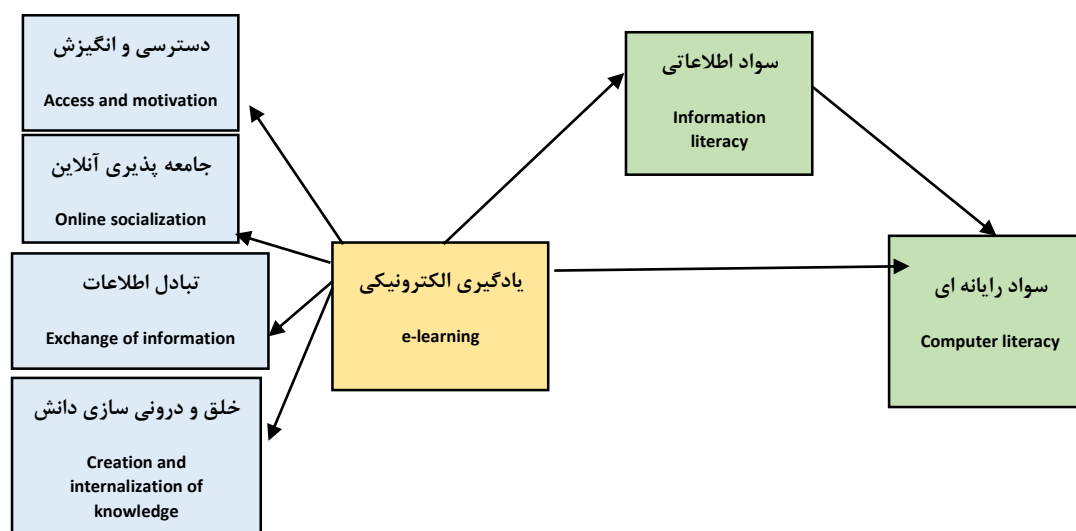 دسترسی و انگیزش
Access and motivation
جامعه پذیری آنلاین
Online socialization
تبادل اطلاعات
Exchange of information
خلق و درونی سازی دانش
Creation and
internalization of
knowledge
یادگیری الکترونیکی
e-learning
سواد اطلاعاتی
Information
literacy
سواد رایانه ای
Computer literacy